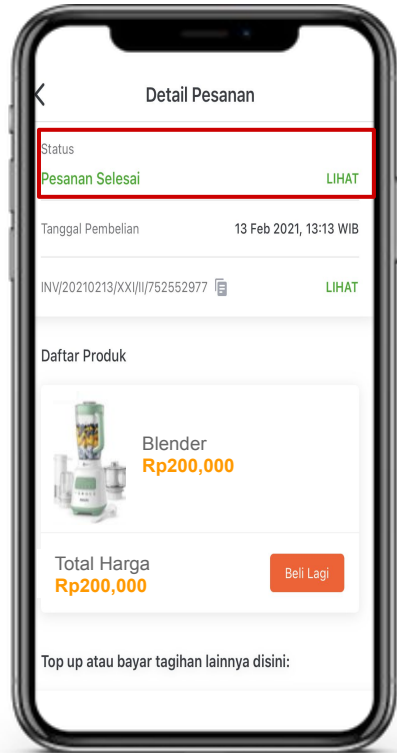 Detail Pesanan
Status
Pesanan Selesai LIHAT
Tanggal Pembelian 13 Feb 2021, 13:13 WIB
INV/20210213/XXI/II/752552977 LIHAT
Daftar Produk
Blender
Rp200,000
Total Harga
Rp200,000
Beli Lagi
Top up atau bayar tagihan lainnya disini: